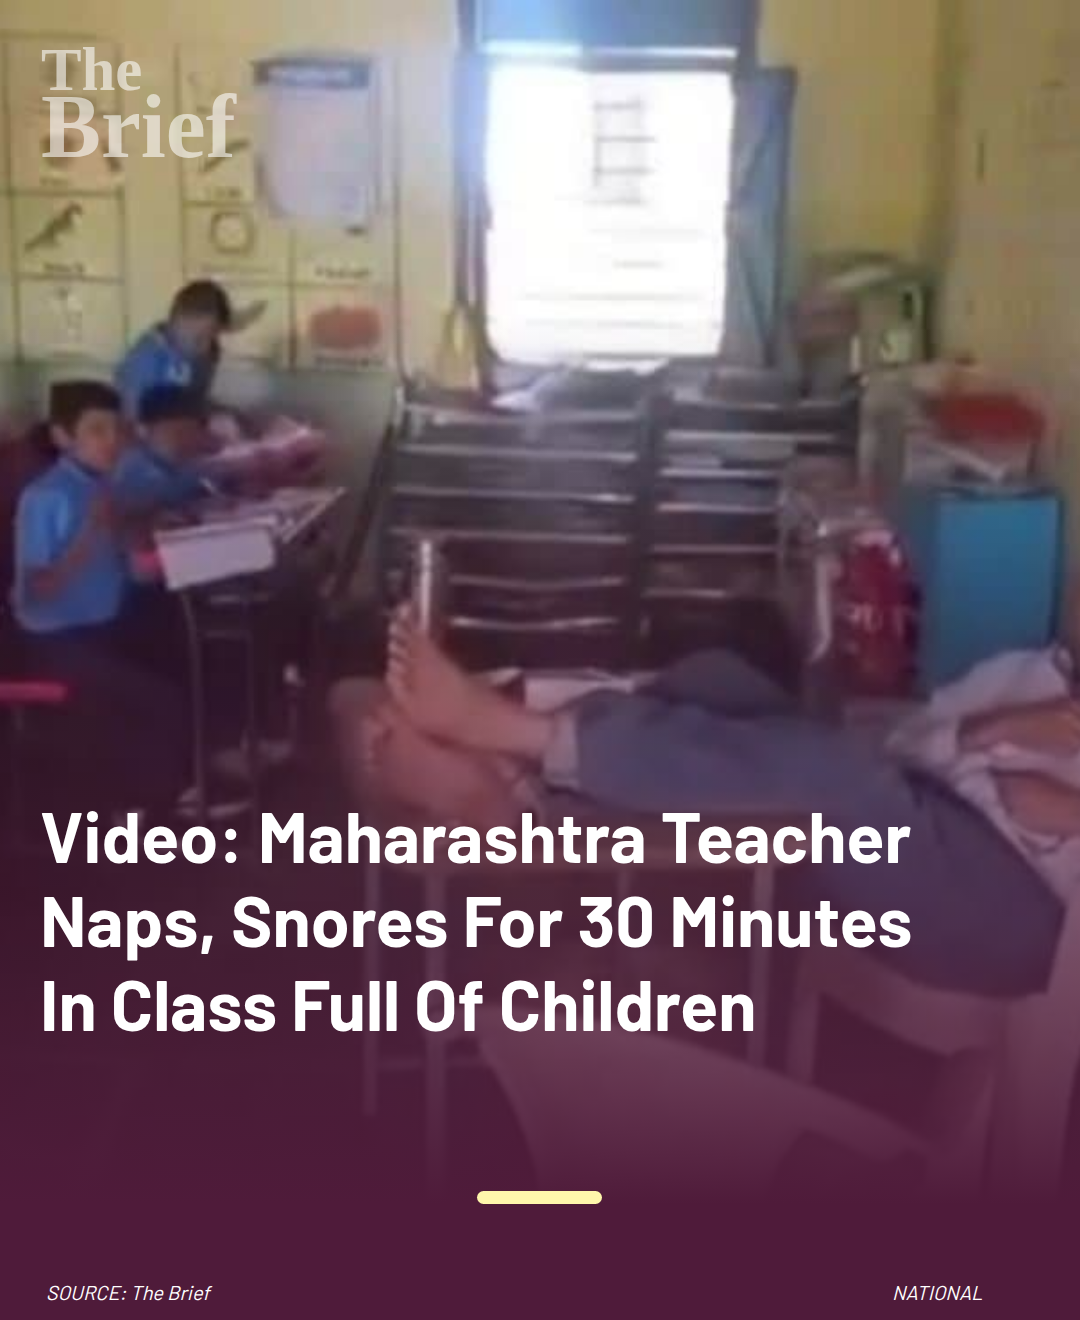 The
Brief
Video: Maharashtra Teacher
Naps, Snores For 30 Minutes
In Class Full Of Children
SOURCE: The Brief
NATIONAL